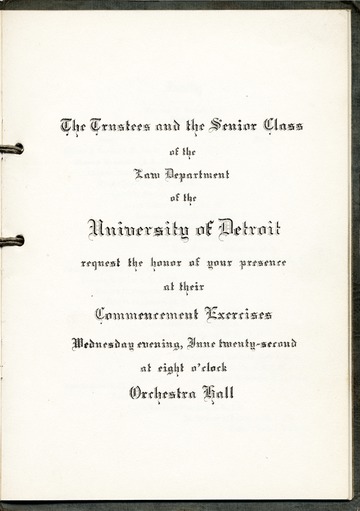 The Trustees and the Senior Class
of the
Law Department
of the
University of Detroit
request the honor of your presence
at their
Commencement Exercises
Wednesday evening, June twenty-second
at eight o'clock
Orchestra Hall